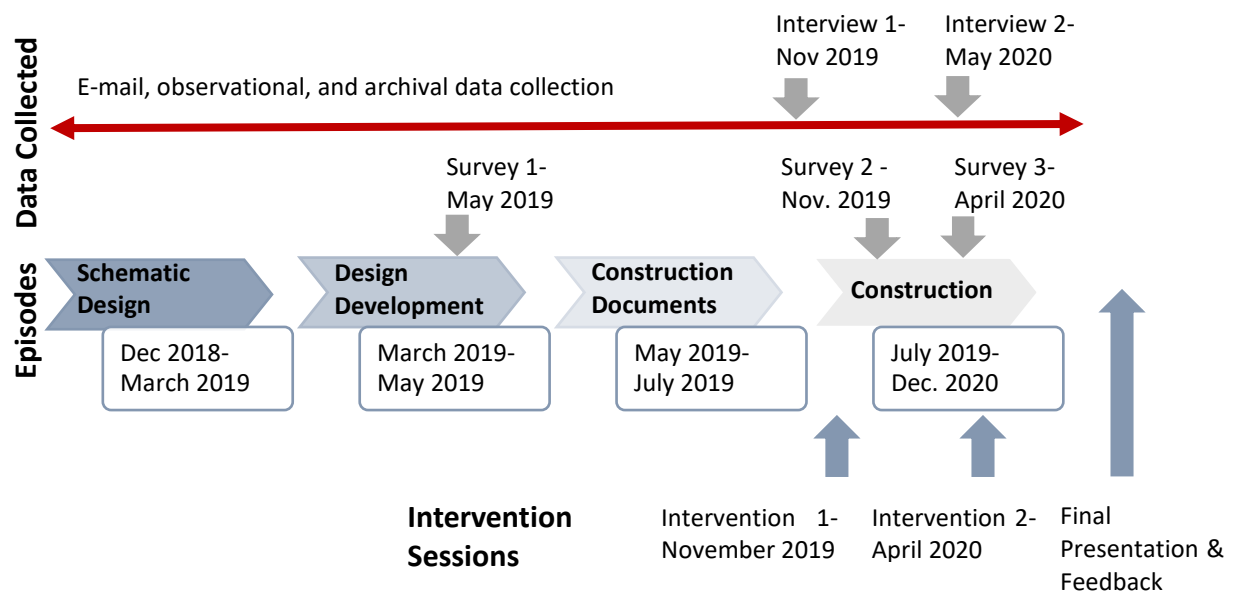 Interview 1-
Nov 2019
Interview 2-
May 2020
E-mail, observational, and archival data collection
Data Collected
Survey 1-
May 2019
Survey 2 -
Nov. 2019
Survey 3-
April 2020
Episodes
Schematic
Design
Design
Development
Construction
Documents
Construction
Dec 2018-
March 2019
March 2019-
May 2019
May 2019-
July 2019
July 2019-
Dec. 2020
Intervention
Sessions
Intervention 1-
November 2019
Intervention 2-
April 2020
Final
Presentation &
Feedback